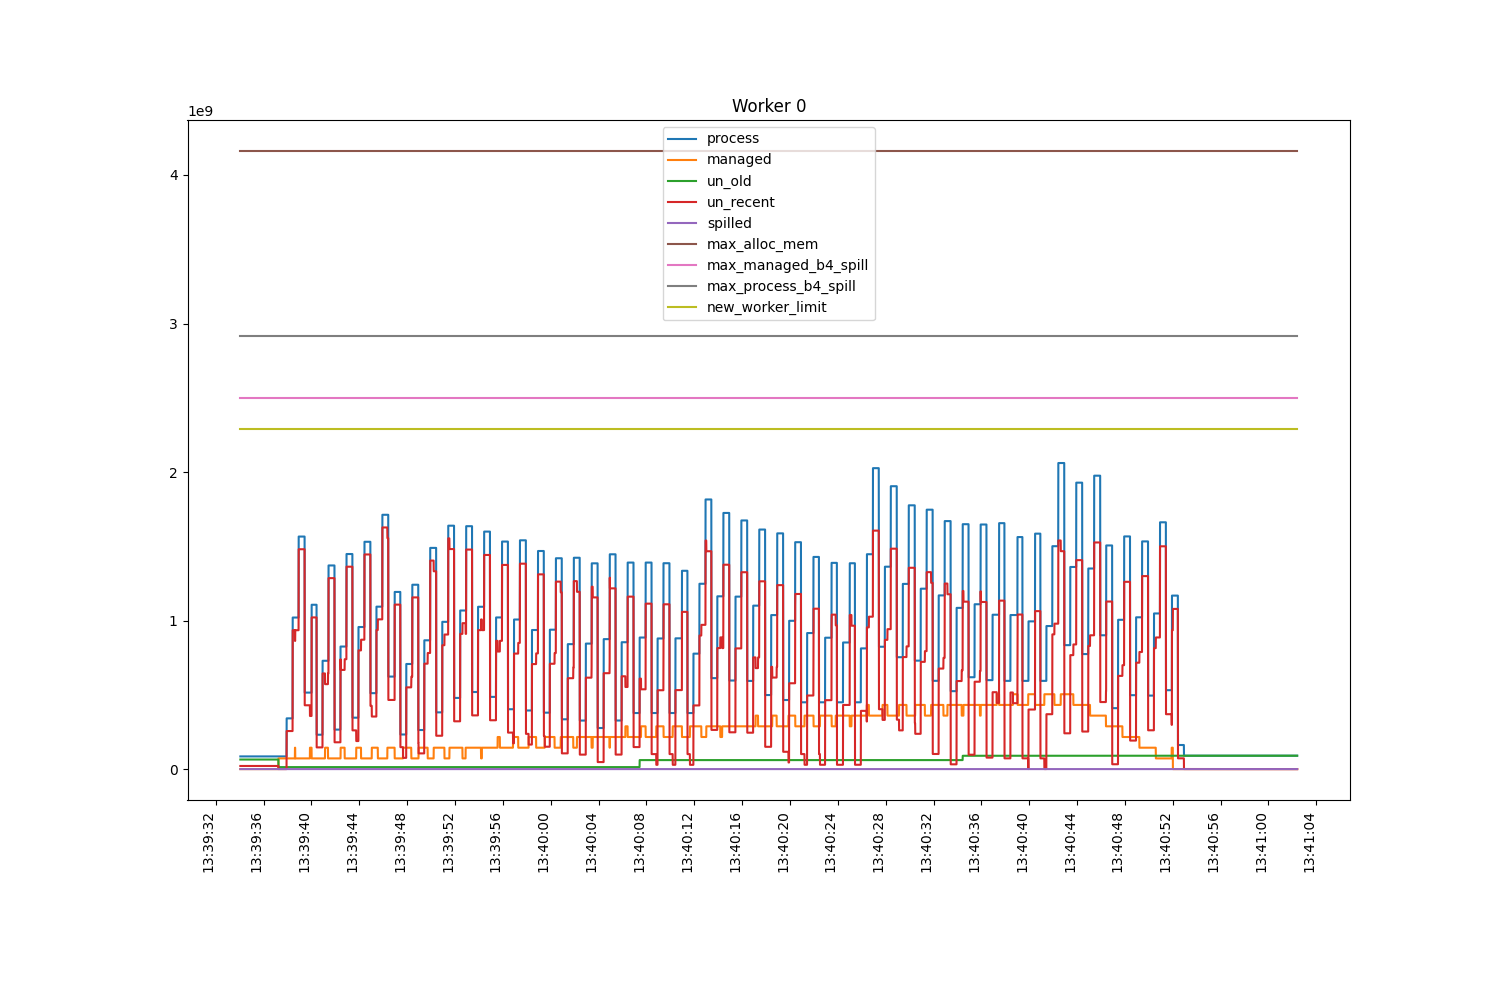 Worker 0
1e9
process
managed
un_old
un_recent
spilled
max_alloc_mem
max_managed_b4_spill
max_process_b4_spill
new_worker_limit
4
3
2
1
0
13:39:32
13:39:36
13:39:40
13:39:44
13:39:48
13:39:52
13:39:56
13:40:00
13:40:04
13:40:08
13:40:12
13:40:16
13:40:20
13:40:24
13:40:28
13:40:32
13:40:36
13:40:40
13:40:44
13:40:48
13:40:52
13:40:56
13:41:00
13:41:04